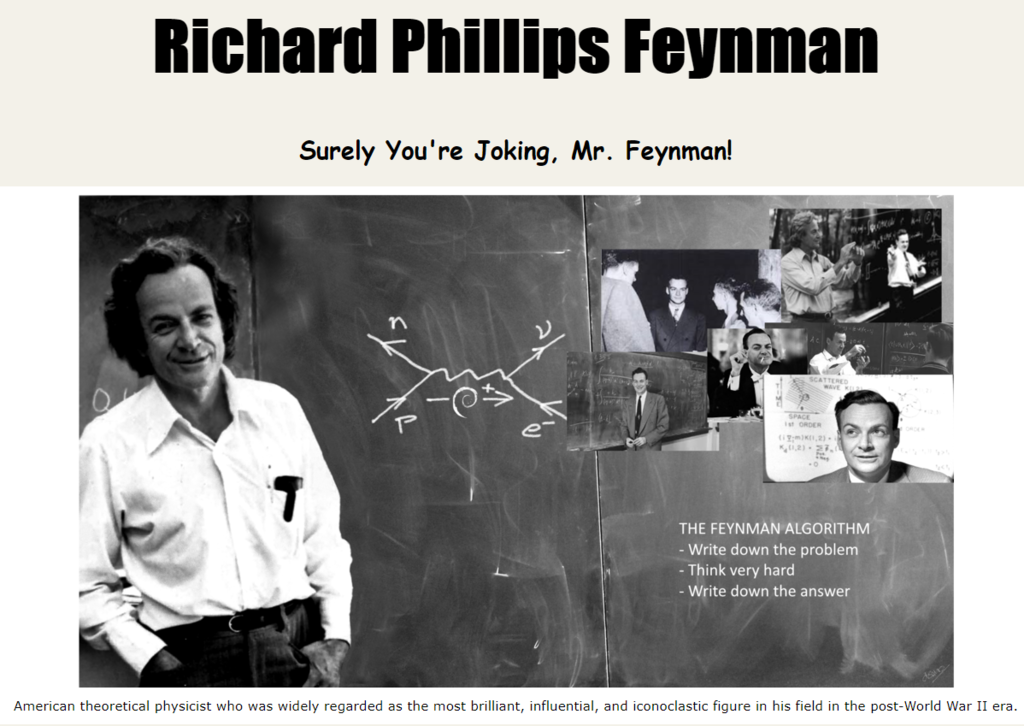 Richard Phillips Feynman
Surely You're Joking, Mr. Feynman!
n
ν
+
p
e⁻
SCATTERED
SPACE
1st ORDER
THE FEYNMAN ALGORITHM
- Write down the problem
- Think very hard
- Write down the answer
American theoretical physicist who was widely regarded as the most brilliant, influential, and iconoclastic figure in his field in the post-World War II era.